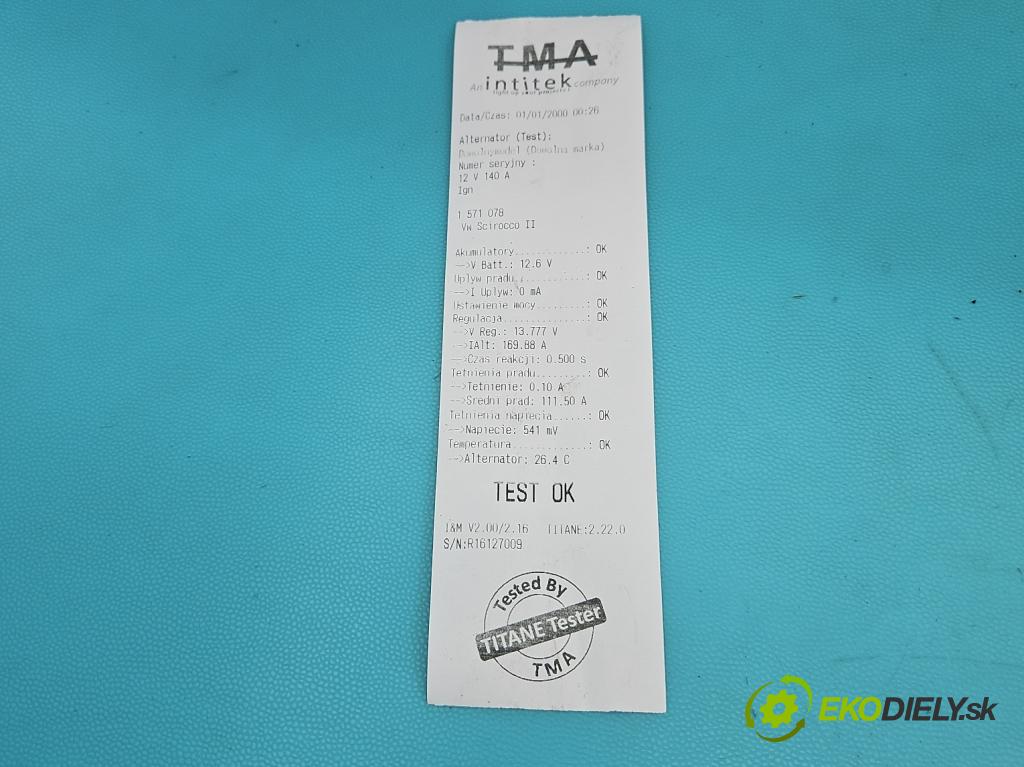 TMA
An intitek company
light up your projects!
Data/Czas: 01/01/2000 00:26
Alternator (Test):
Dowolnymodel (Dowolna marka)
Numer seryjny :
12 V 140 A
Ign
1 571 078
Vw Scirocco II
Akumulatory............: OK
-->V Batt.: 12.6 V
Uplyw pradu............: OK
-->I Uplyw: 0 mA
Ustawienie mocy........: OK
Regulacja..............: OK
-->V Reg.: 13.777 V
-->IAlt: 169.88 A
-->Czas reakcji: 0.500 s
Tetnienia pradu........: OK
-->Tetnienie: 0.10 A
-->Sredni prad: 111.50 A
Tetnienia napiecia.....: OK
-->Napiecie: 541 mV
Temperatura............: OK
-->Alternator: 26.4 C
TEST OK
I&M V2.00/2.16 TITANE:2.22.0
S/N:R16127009
Tested By
TITANE Tester
TMA
EKODIELY.sk